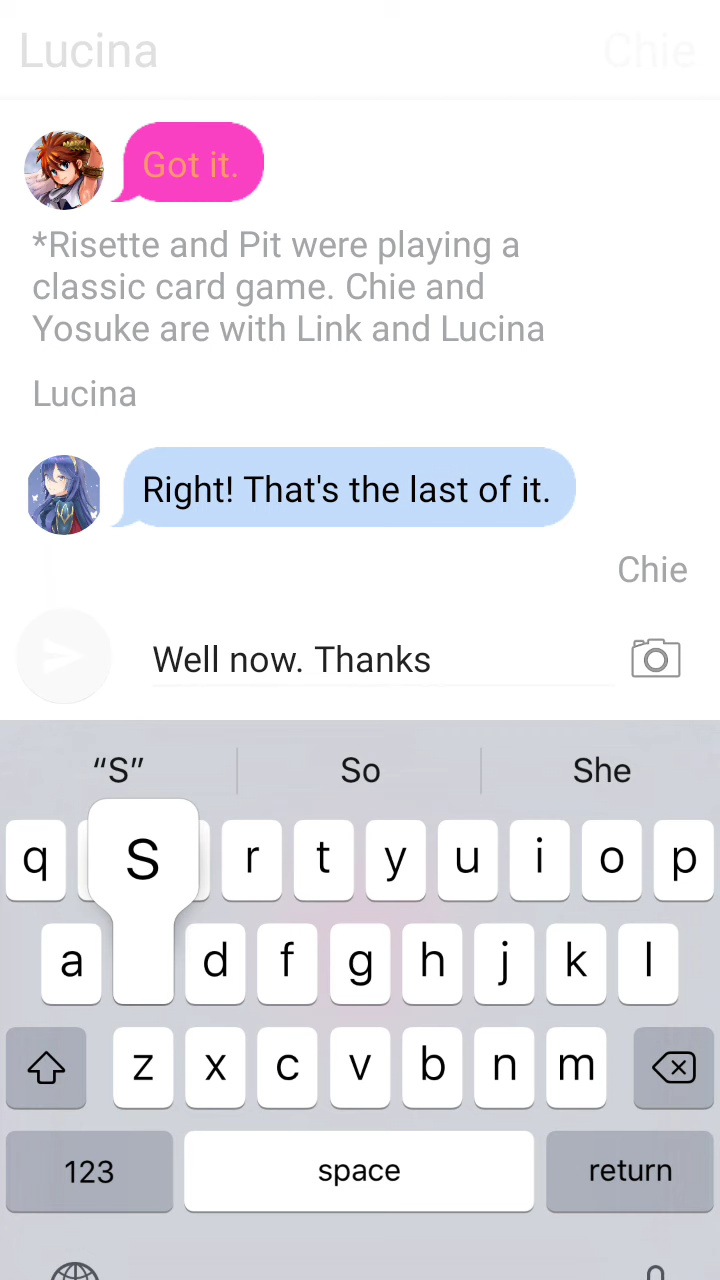 Lucina Chie
Got it.
*Risette and Pit were playing a
classic card game. Chie and
Yosuke are with Link and Lucina
Lucina
Right! That's the last of it.
Chie
Well now. Thanks
“S” So She
q S r t y u i o p
a d f g h j k l
z x c v b n m
123 space return